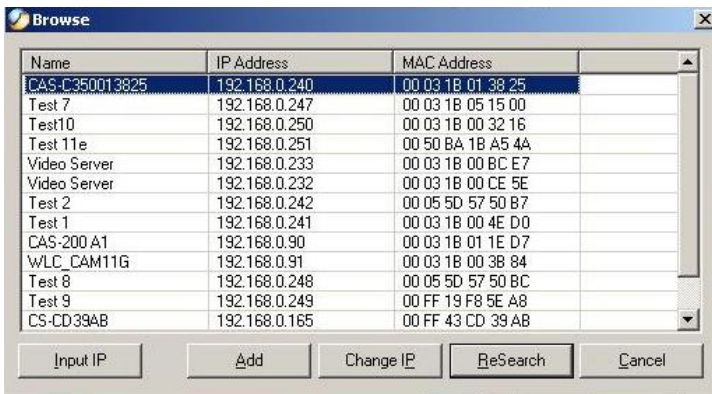 Browse
Name IP Address MAC Address
CAS-C350013825 192.168.0.240 00 03 1B 01 38 25
Test 7 192.168.0.247 00 03 1B 05 15 00
Test10 192.168.0.250 00 03 1B 00 32 16
Test 11e 192.168.0.251 00 50 BA 1B A5 4A
Video Server 192.168.0.233 00 03 1B 00 BC E7
Video Server 192.168.0.232 00 03 1B 00 CE 5E
Test 2 192.168.0.242 00 05 5D 57 50 B7
Test 1 192.168.0.241 00 03 1B 00 4E D0
CAS-200 A1 192.168.0.90 00 03 1B 01 1E D7
WLC_CAM11G 192.168.0.91 00 03 1B 00 3B 84
Test 8 192.168.0.248 00 05 5D 57 50 BC
Test 9 192.168.0.249 00 FF 19 F8 5E A8
CS-CD39AB 192.168.0.165 00 FF 43 CD 39 AB
Input IP Add Change IP ReSearch Cancel